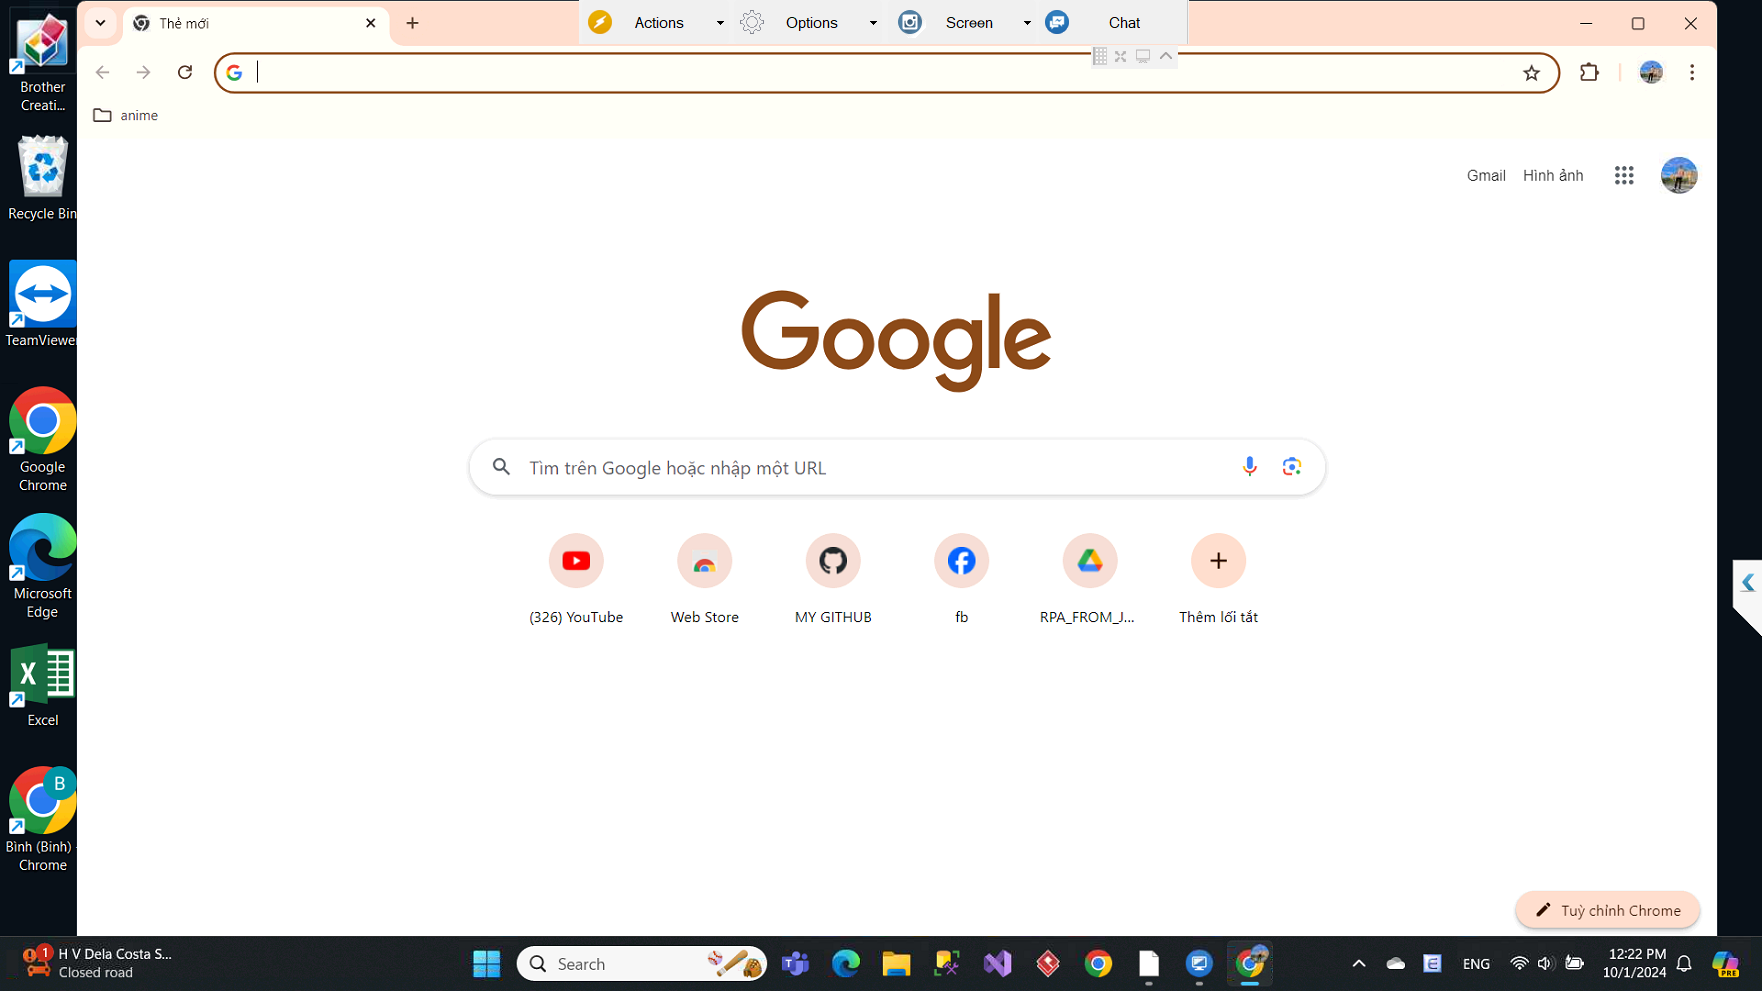 Thẻ mới
Actions
Options
Screen
Chat
anime
Gmail
Hình ảnh
Google
Tìm trên Google hoặc nhập một URL
(326) YouTube
Web Store
MY GITHUB
fb
RPA_FROM_J...
Thêm lối tắt
Tuỳ chỉnh Chrome
Brother
Creati...
Recycle Bin
TeamViewer
Google
Chrome
Microsoft
Edge
Excel
B
Bình (Binh) -
Chrome
1
H V Dela Costa S...
Closed road
Search
ENG
12:22 PM
10/1/2024
PRE